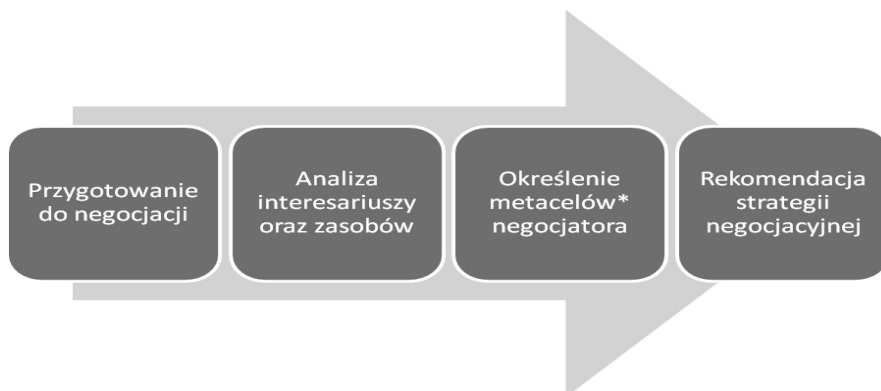 Przygotowanie
do negocjacji
Analiza
interesariuszy
oraz zasobów
Określenie
metacelów*
negocjatora
Rekomendacja
strategii
negocjacyjnej